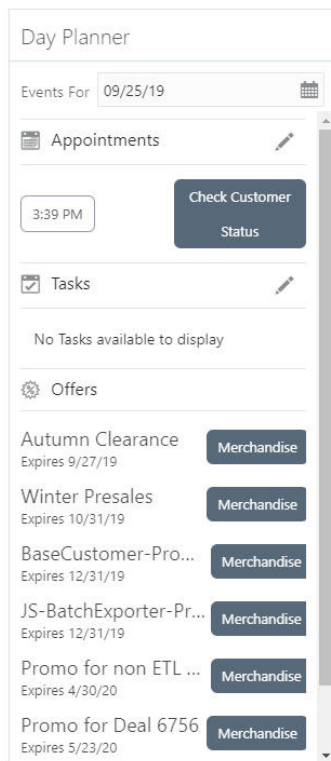 Day Planner
Events For 09/25/19
Appointments
3:39 PM
Check Customer
Status
Tasks
No Tasks available to display
Offers
Autumn Clearance
Merchandise
Expires 9/27/19
Winter Presales
Merchandise
Expires 10/31/19
BaseCustomer-Pro...
Merchandise
Expires 12/31/19
JS-BatchExporter-Pr...
Merchandise
Expires 12/31/19
Promo for non ETL ...
Merchandise
Expires 4/30/20
Promo for Deal 6756
Merchandise
Expires 5/23/20